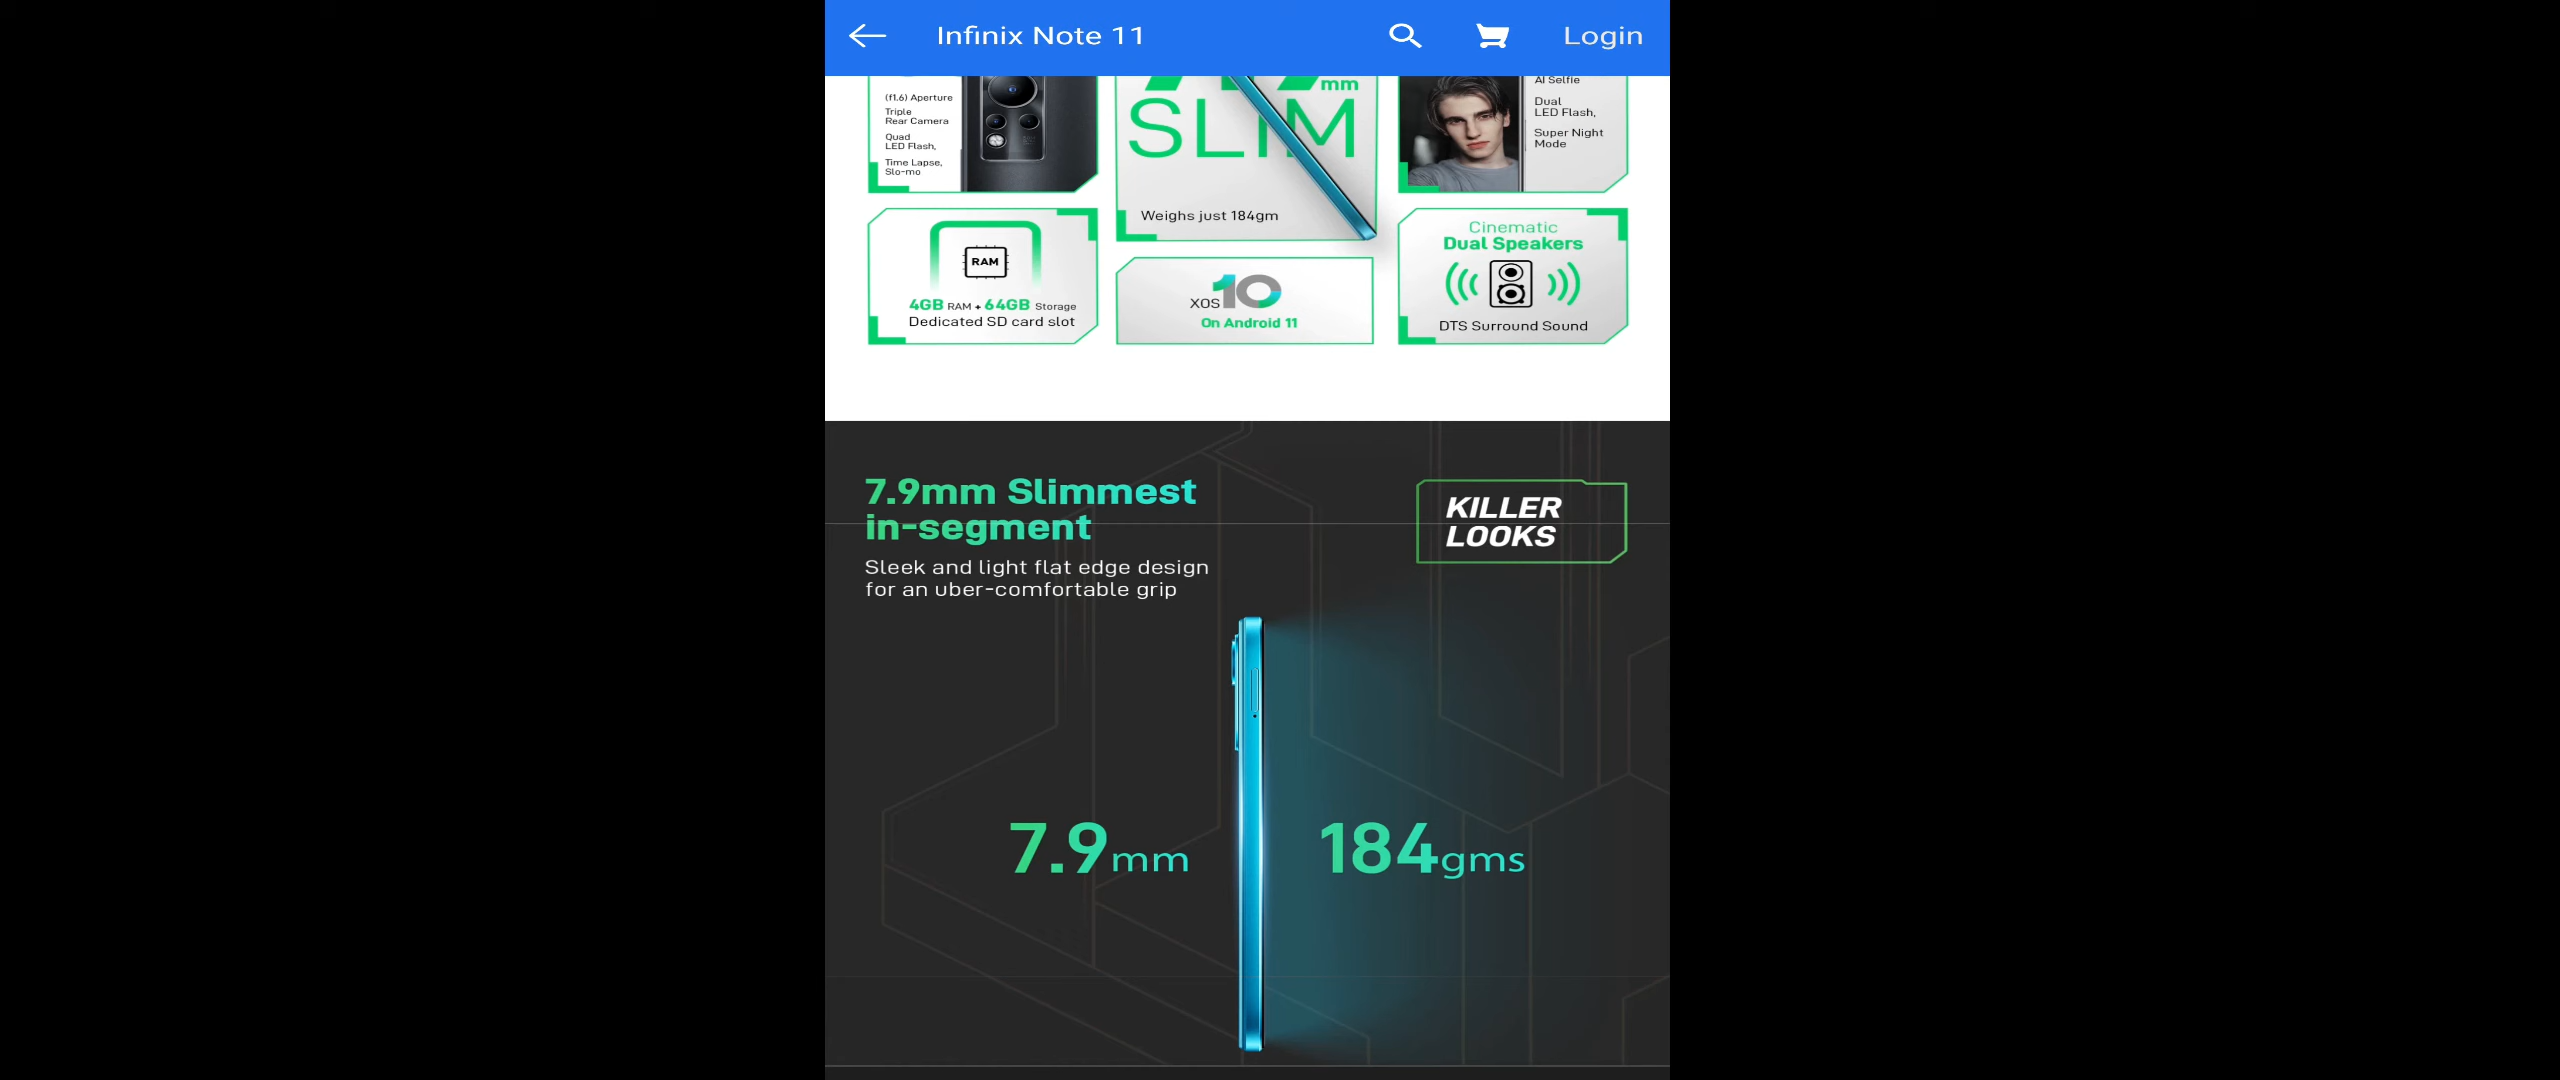 Infinix Note 11
Login
(f1.6) Aperture
Triple
Rear Camera
Quad
LED Flash,
Time Lapse,
Slo-mo
mm
SLIM
Weighs just 184gm
AI Selfie
Dual
LED Flash,
Super Night
Mode
RAM
4GB RAM + 64GB Storage
Dedicated SD card slot
XOS 10
On Android 11
Cinematic
Dual Speakers
DTS Surround Sound
7.9mm Slimmest
in-segment
Sleek and light flat edge design
for an uber-comfortable grip
KILLER
LOOKS
7.9mm
184gms